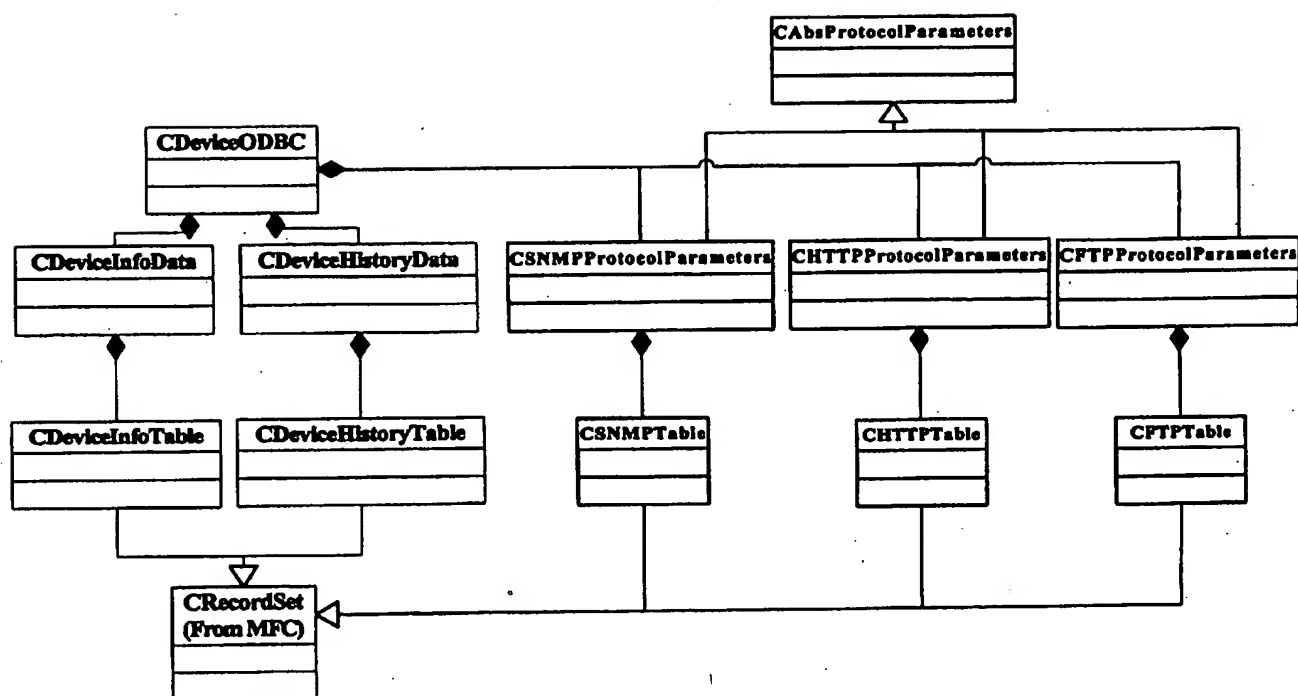 CAbsProtocolParameters
CDeviceODBC
CDeviceInfoData
CDeviceHistoryData
CSNMPProtocolParameters
CHTTPProtocolParameters
CFTPProtocolParameters
CDeviceInfoTable
CDeviceHistoryTable
CSNMPTable
CHTTPTable
CFTPTable
CRecordSet
(From MFC)